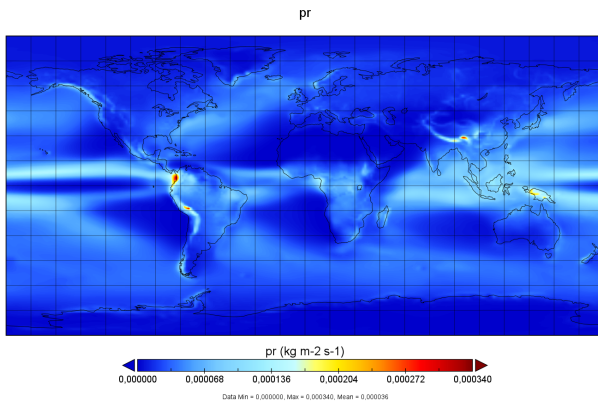 pr
pr (kg m-2 s-1)
0,000000 0,000068 0,000136 0,000204 0,000272 0,000340
Data Min = 0,000000, Max = 0,000340, Mean = 0,000036